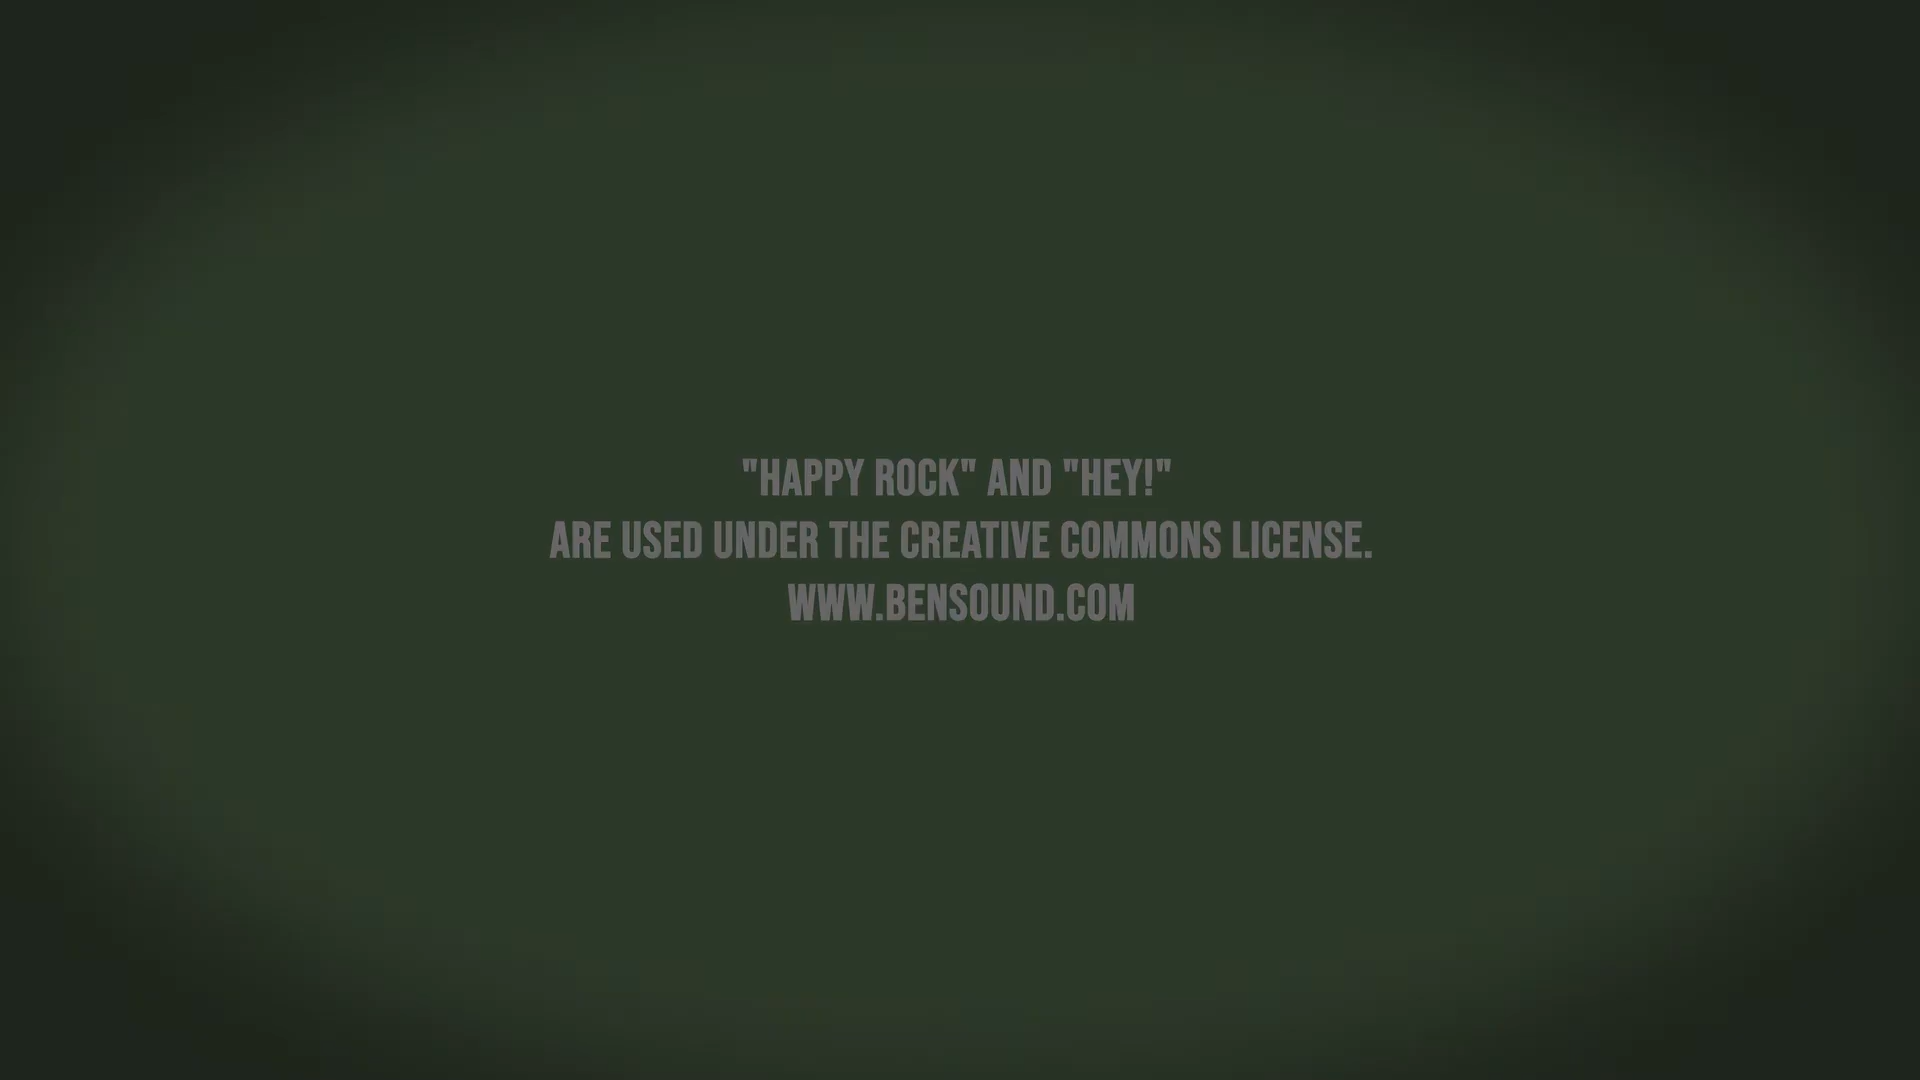 "HAPPY ROCK" AND "HEY!"
ARE USED UNDER THE CREATIVE COMMONS LICENSE.
WWW.BENSOUND.COM